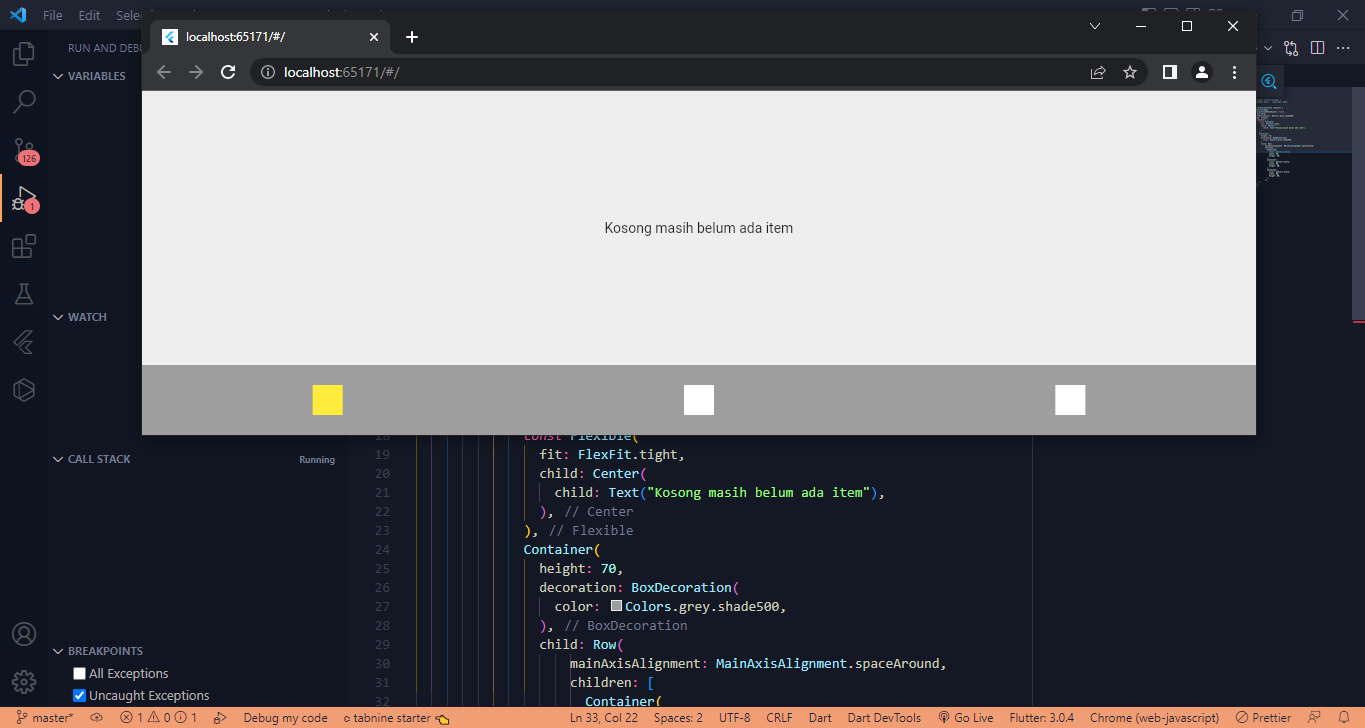 File Edit Sele
localhost:65171/#/
localhost:65171/#/
RUN AND DEBU
VARIABLES
Kosong masih belum ada item
126
1
WATCH
CALL STACK Running
BREAKPOINTS
All Exceptions
Uncaught Exceptions
18 const Flexible(
19 fit: FlexFit.tight,
20 child: Center(
21 child: Text("Kosong masih belum ada item"),
22 ), // Center
23 ), // Flexible
24 Container(
25 height: 70,
26 decoration: BoxDecoration(
27 color: Colors.grey.shade500,
28 ), // BoxDecoration
29 child: Row(
30 mainAxisAlignment: MainAxisAlignment.spaceAround,
31 children: [
32 Container(
master* 1 0 1 Debug my code tabnine starter Ln 33, Col 22 Spaces: 2 UTF-8 CRLF Dart Dart DevTools Go Live Flutter: 3.0.4 Chrome (web-javascript) Prettier